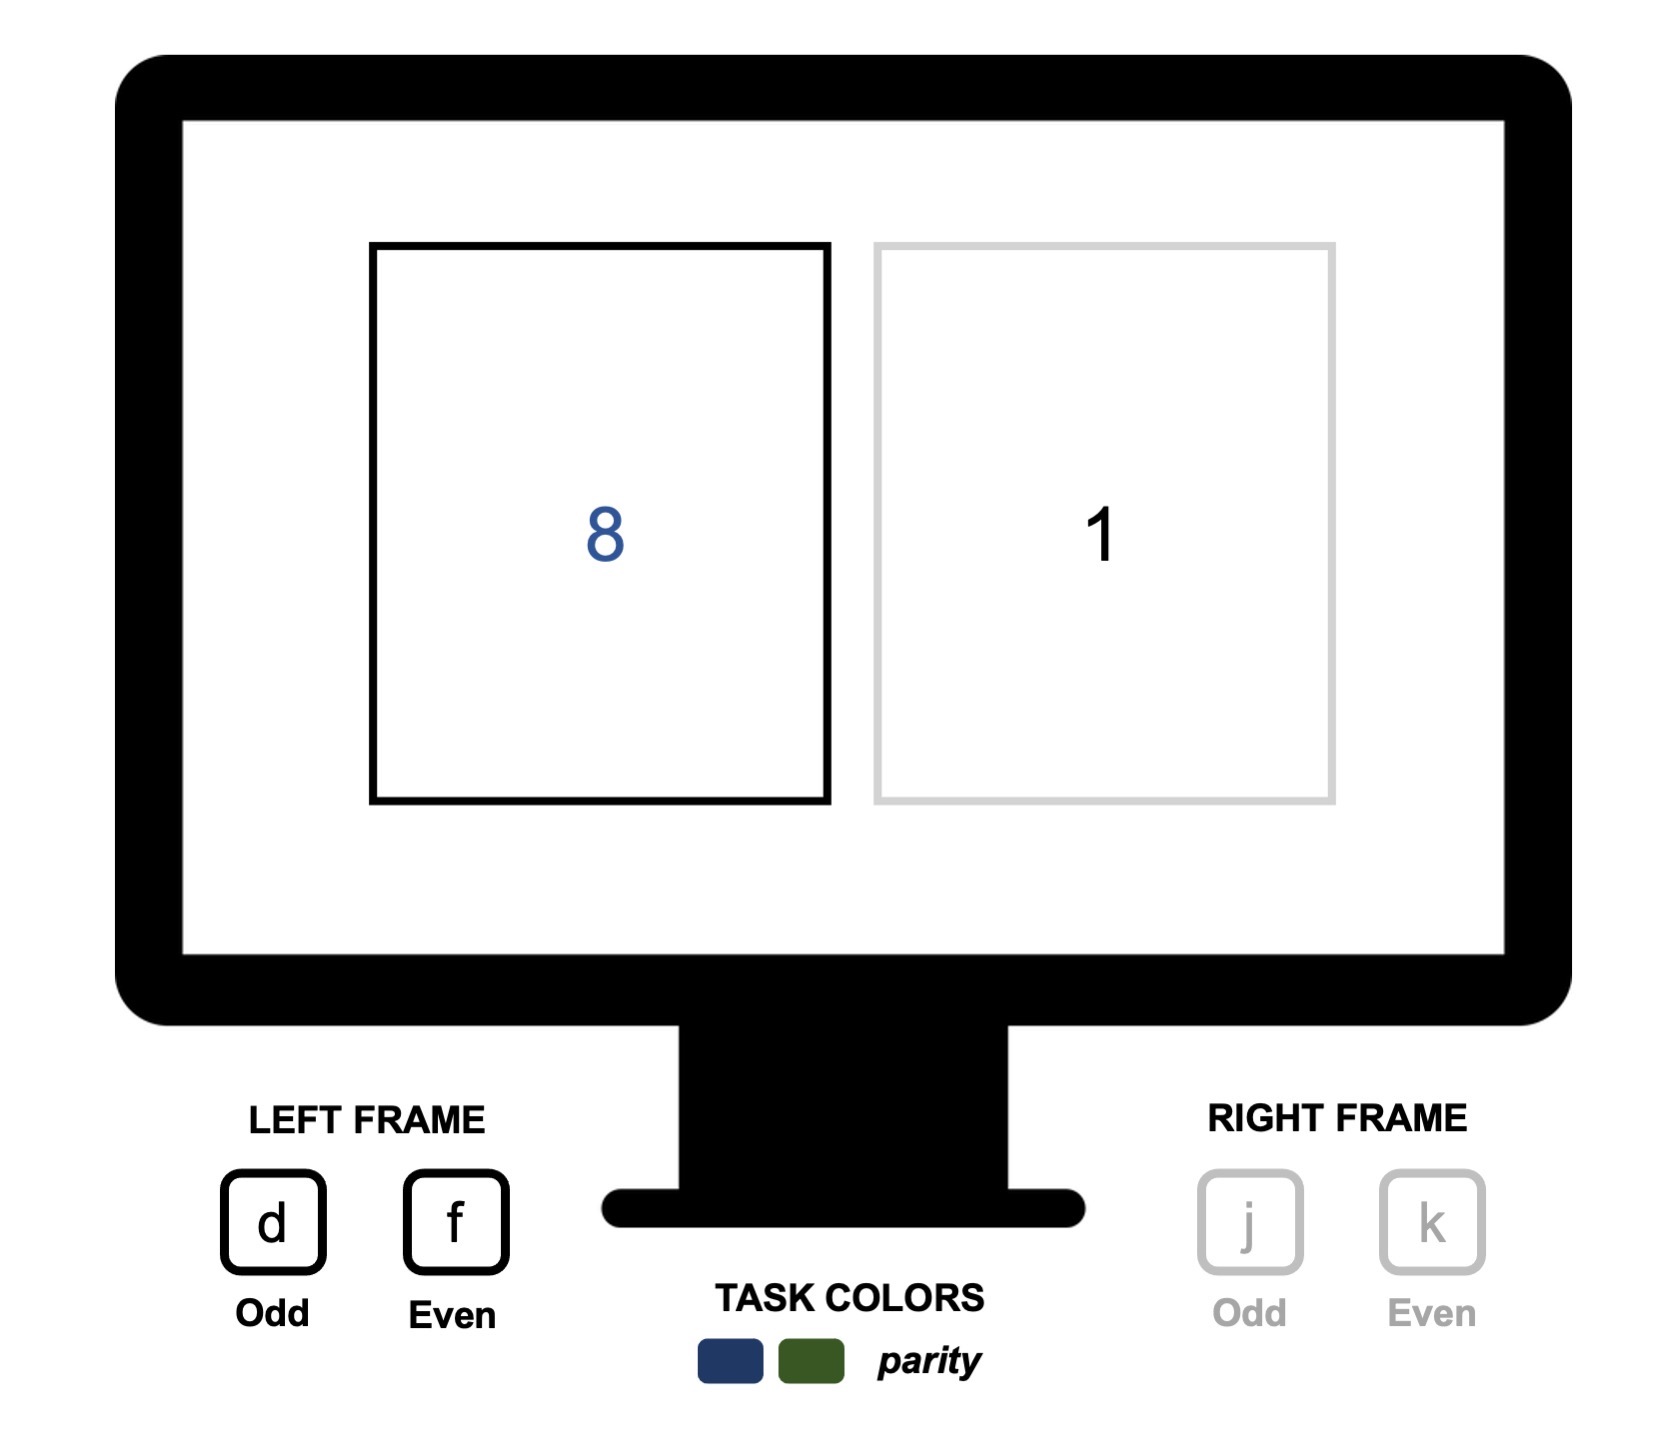 8 1
LEFT FRAME
RIGHT FRAME
d f
j k
Odd Even
Odd Even
TASK COLORS
parity